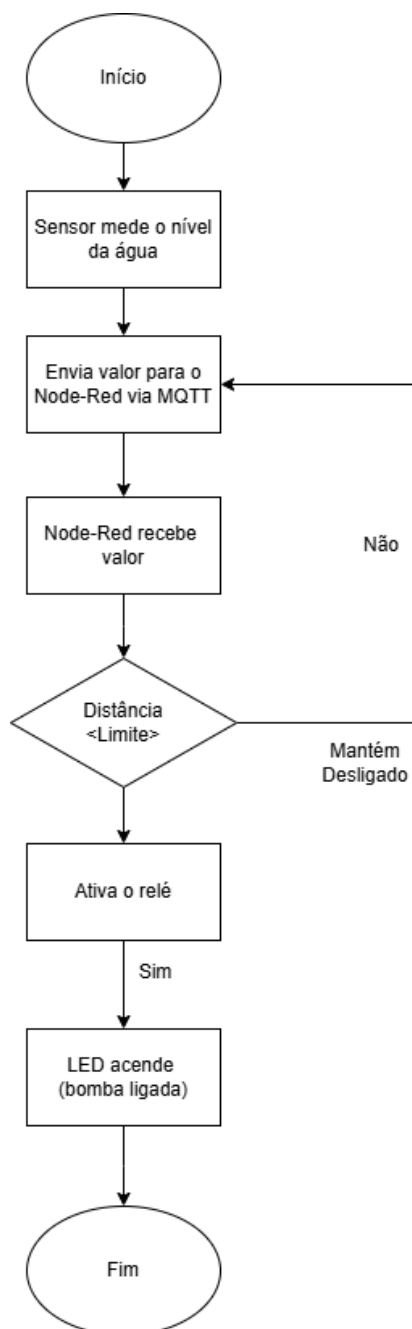 Início
Sensor mede o nível
da água
Envia valor para o
Node-Red via MQTT
Node-Red recebe
valor
Não
Distância
<Limite>
Mantém
Desligado
Ativa o relé
Sim
LED acende
(bomba ligada)
Fim